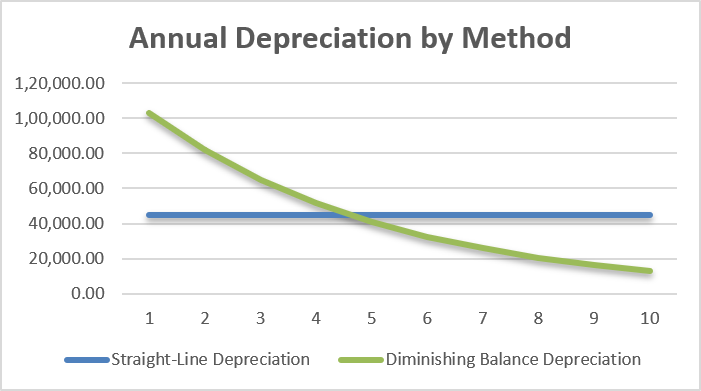 Annual Depreciation by Method
1,20,000.00
1,00,000.00
80,000.00
60,000.00
40,000.00
20,000.00
0.00
1 2 3 4 5 6 7 8 9 10
Straight-Line Depreciation Diminishing Balance Depreciation